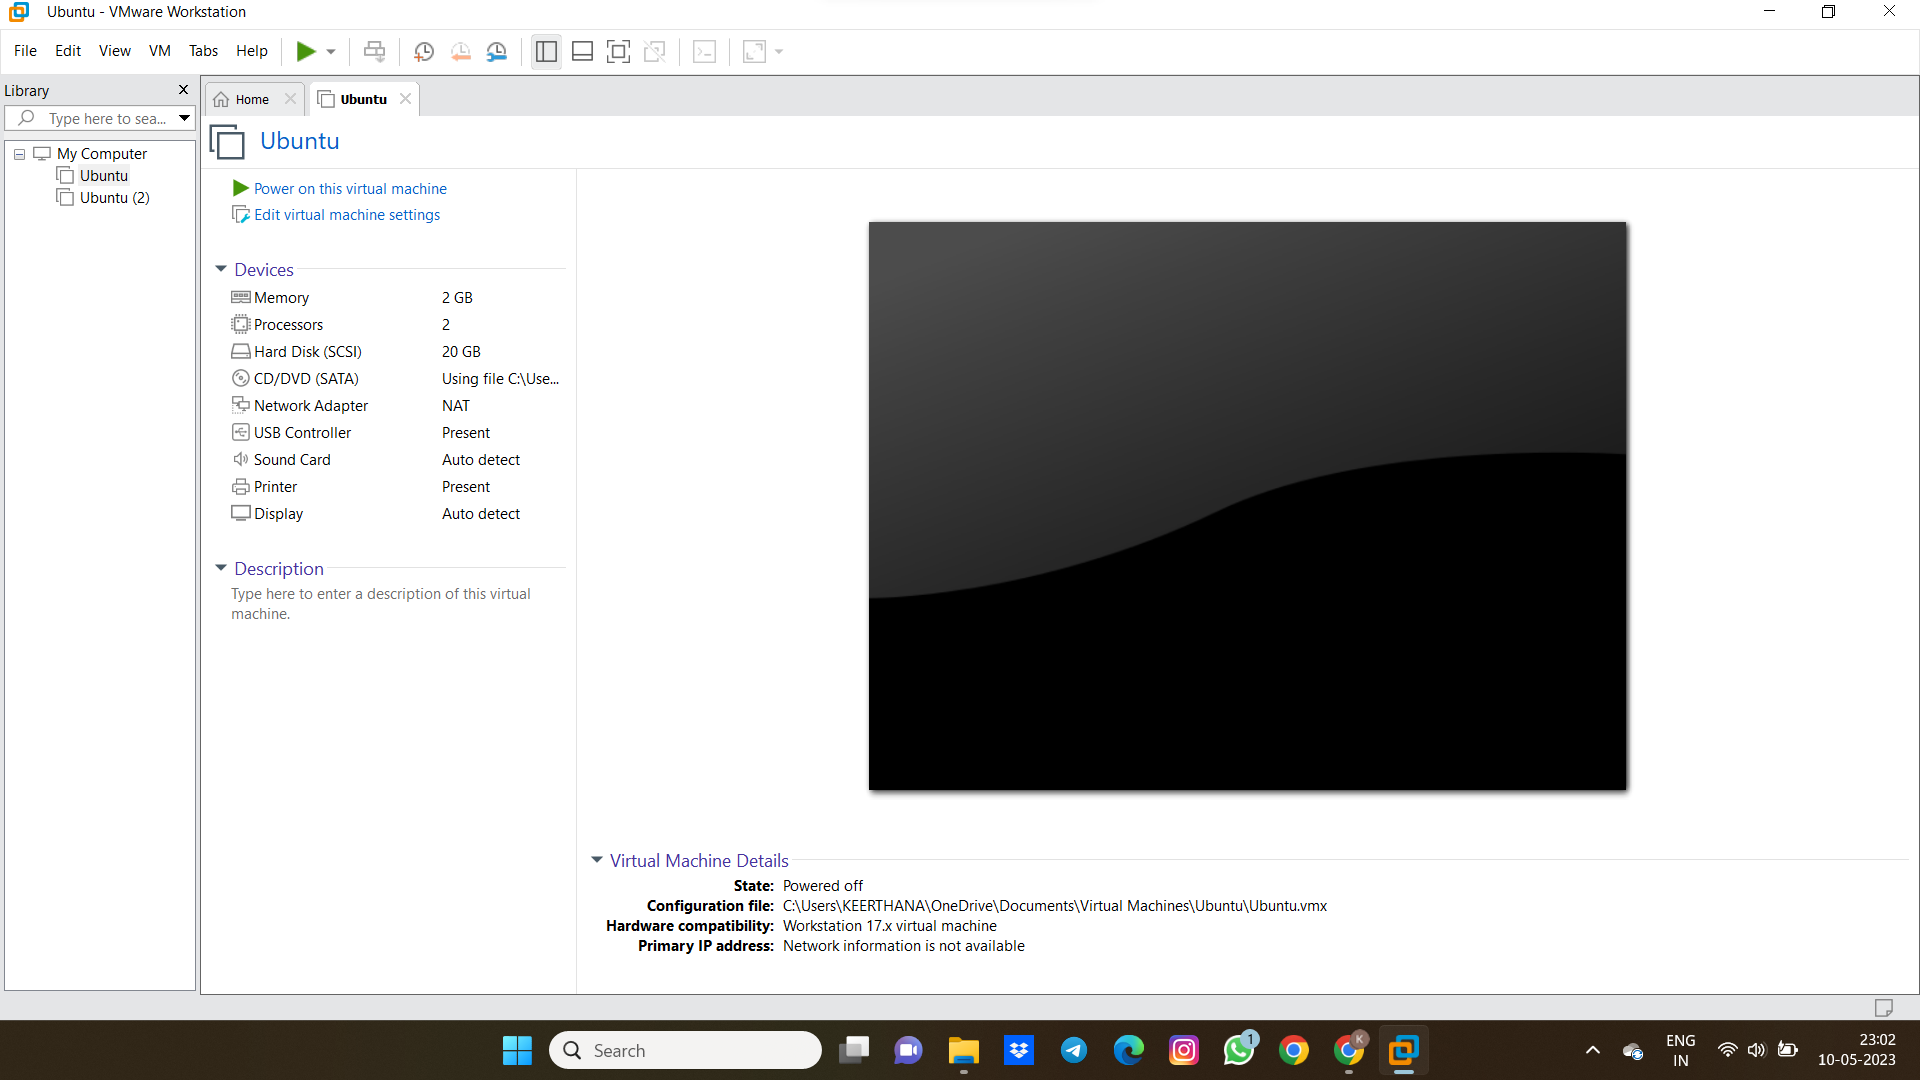 Ubuntu - VMware Workstation
File Edit View VM Tabs Help
Library
Type here to sea...
My Computer
Ubuntu
Ubuntu (2)
Home
Ubuntu
Ubuntu
Power on this virtual machine
Edit virtual machine settings
Devices
Memory 2 GB
Processors 2
Hard Disk (SCSI) 20 GB
CD/DVD (SATA) Using file C:\Use...
Network Adapter NAT
USB Controller Present
Sound Card Auto detect
Printer Present
Display Auto detect
Description
Type here to enter a description of this virtual
machine.
Virtual Machine Details
State: Powered off
Configuration file: C:\Users\KEERTHANA\OneDrive\Documents\Virtual Machines\Ubuntu\Ubuntu.vmx
Hardware compatibility: Workstation 17.x virtual machine
Primary IP address: Network information is not available
Search
1
K
ENG
IN
23:02
10-05-2023